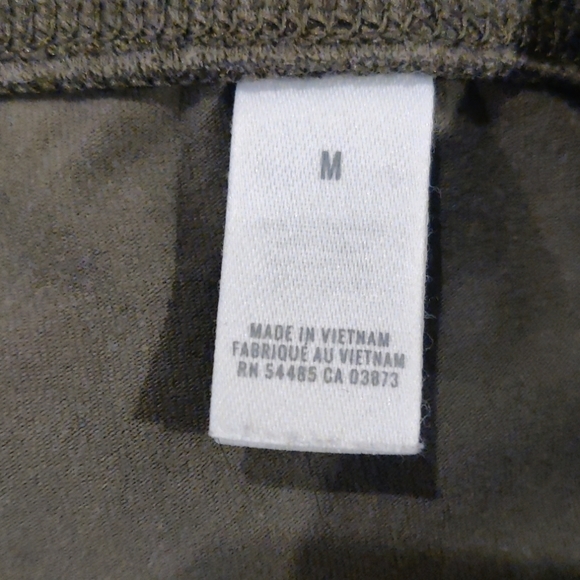 M
MADE IN VIETNAM
FABRIQUÉ AU VIETNAM
RN 54485 CA 03873